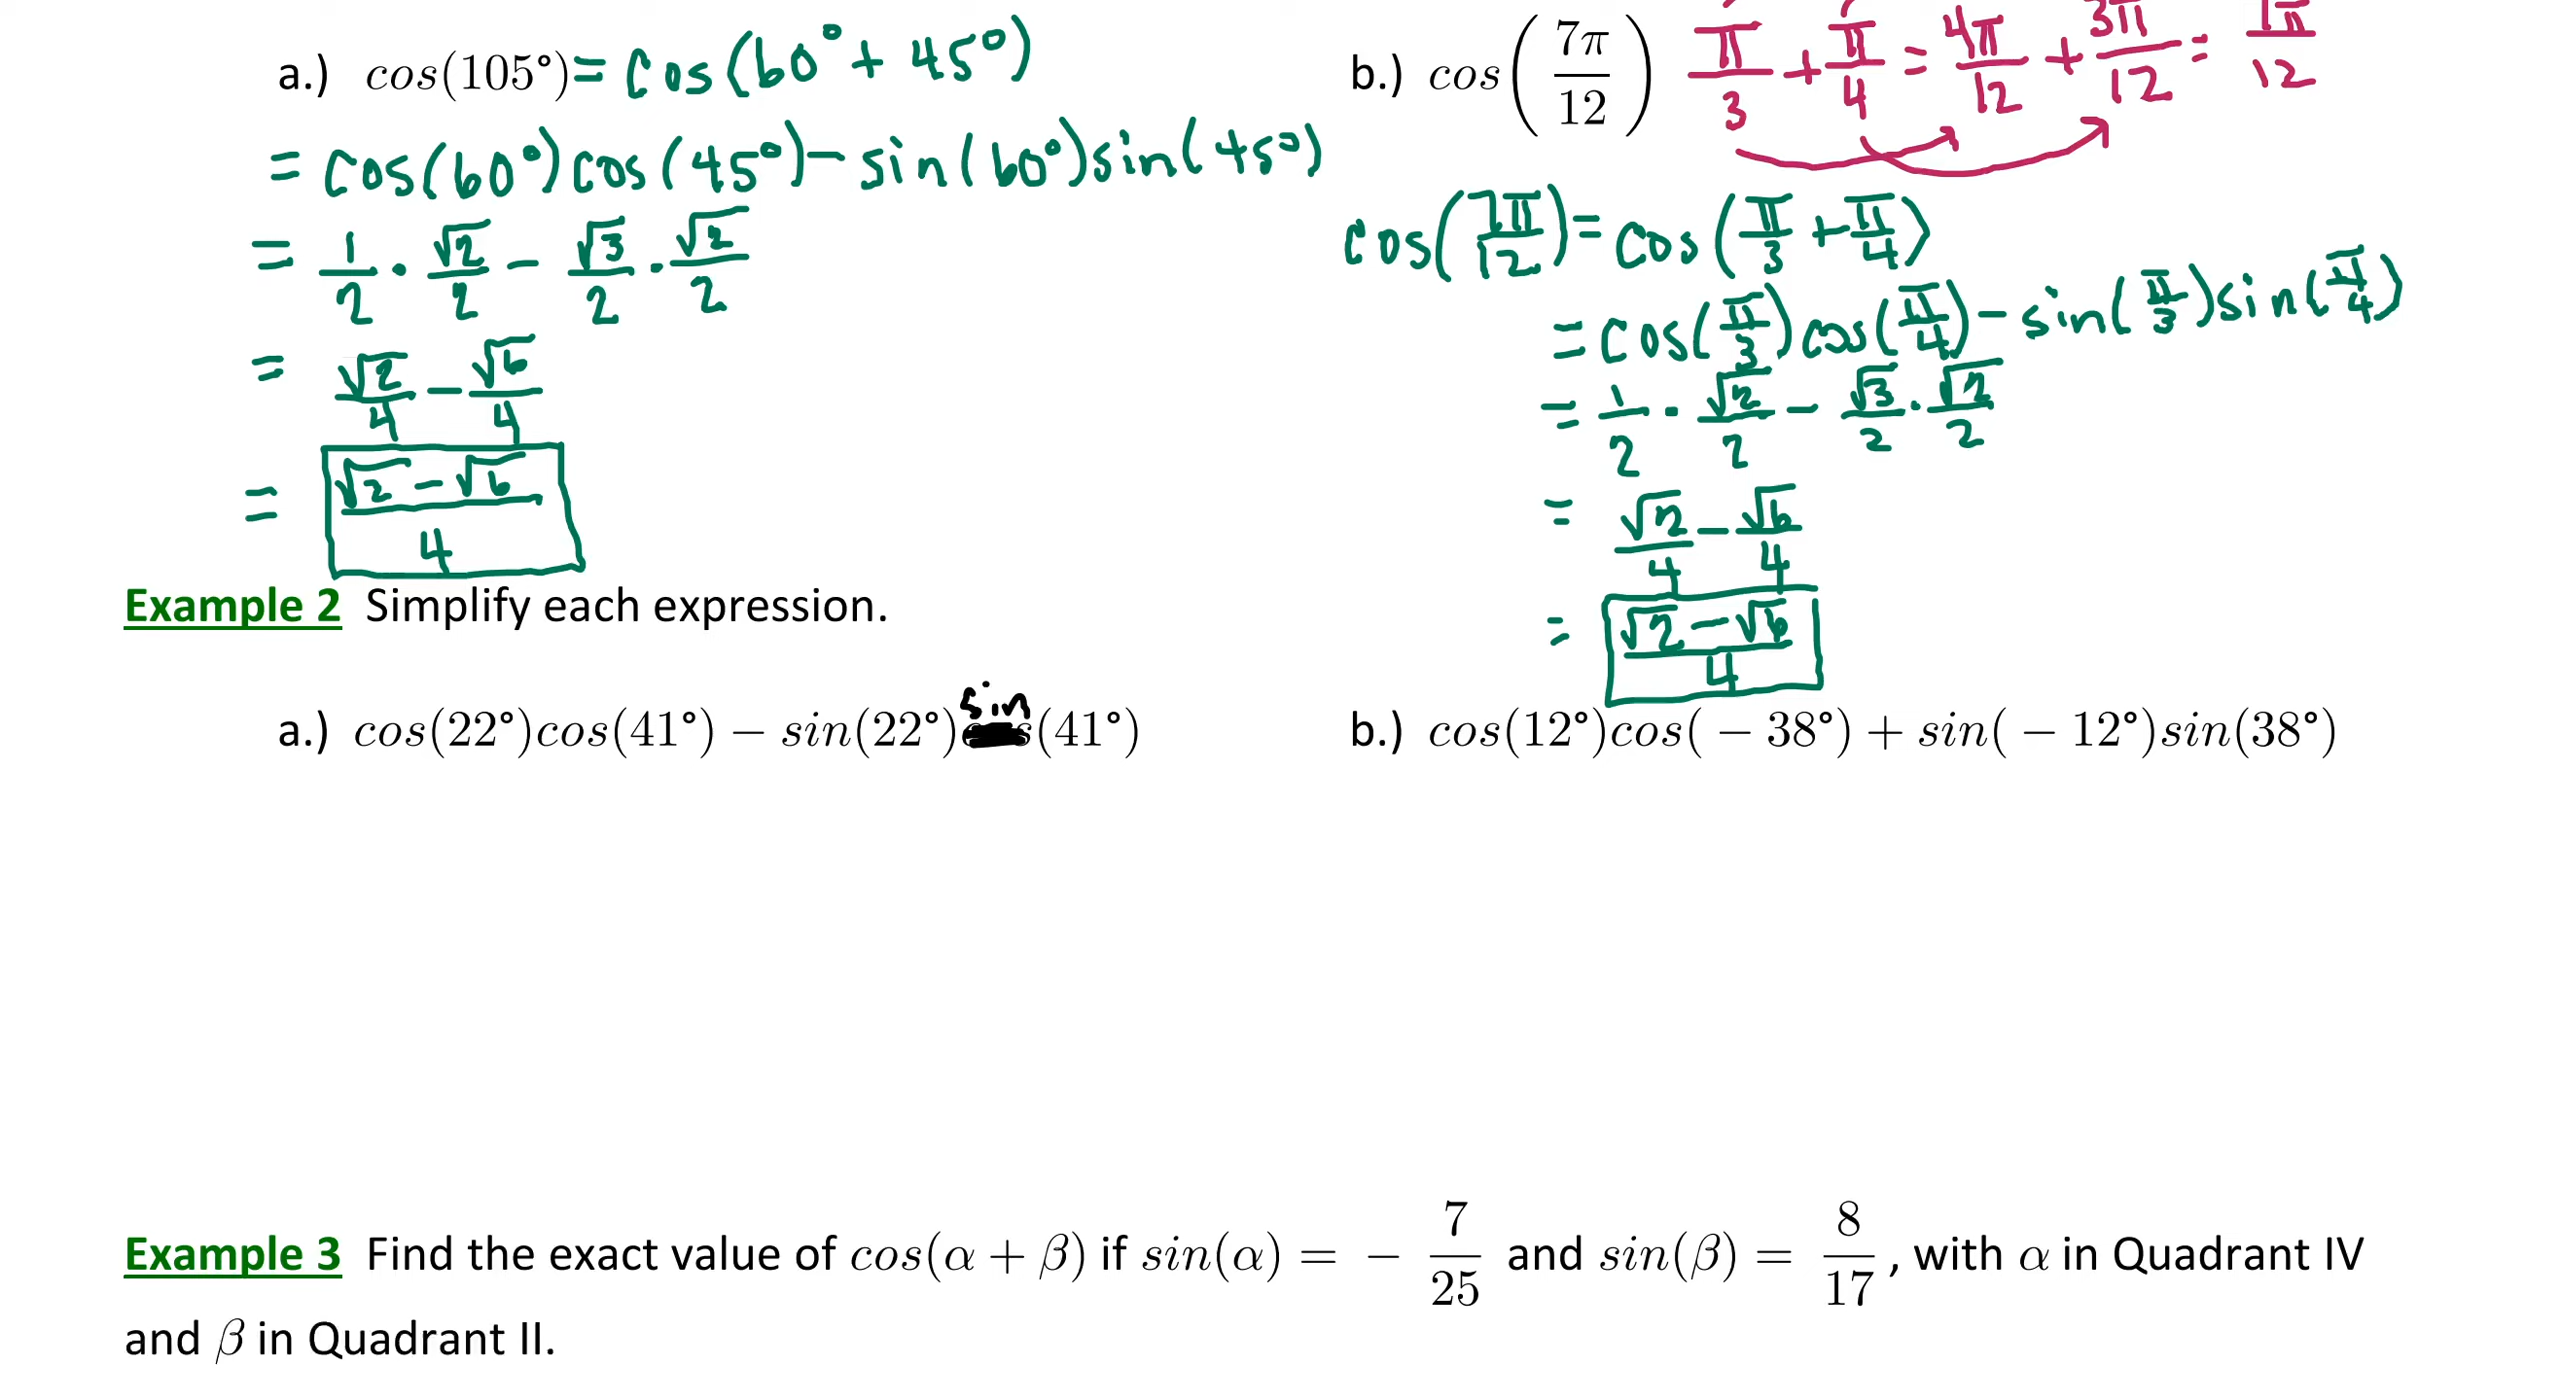 a.) cos(105°) = cos(60° + 45°)
= cos(60°)cos(45°) - sin(60°)sin(45°)
= 1/2 · √2/2 - √3/2 · √2/2
= √2/4 - √6/4
= (√2 - √6)/4
b.) cos(7π/12) π/3 + π/4 = 4π/12 + 3π/12 = 7π/12
cos(7π/12) = cos(π/3 + π/4)
= cos(π/3)cos(π/4) - sin(π/3)sin(π/4)
= 1/2 · √2/2 - √3/2 · √2/2
= √2/4 - √6/4
= (√2 - √6)/4
Example 2 Simplify each expression.
a.) cos(22°)cos(41°) − sin(22°)sin(41°)
b.) cos(12°)cos( − 38°) + sin( − 12°)sin(38°)
Example 3 Find the exact value of cos(α + β) if sin(α) = − 7/25 and sin(β) = 8/17, with α in Quadrant IV
and β in Quadrant II.